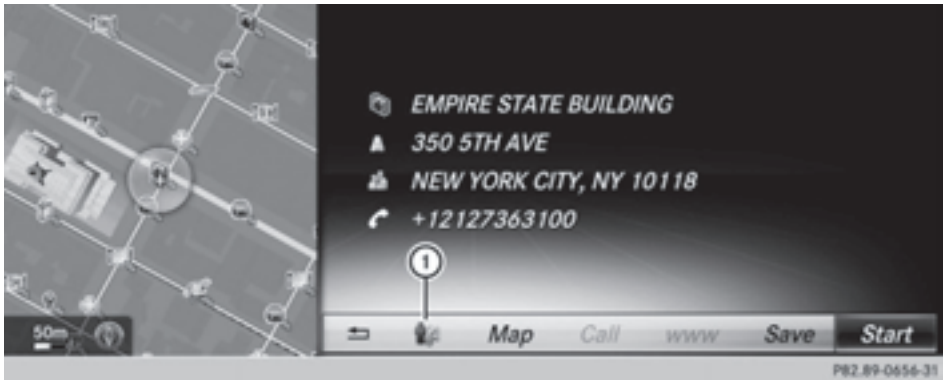 EMPIRE STATE BUILDING
350 5TH AVE
NEW YORK CITY, NY 10118
+12127363100
1
50m
Map Call www Save Start
P82.89-0656-31